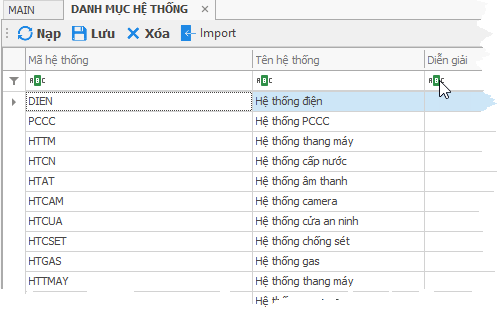 MAIN DANH MỤC HỆ THỐNG ×
Nạp Lưu Xóa Import
Mã hệ thống Tên hệ thống Diễn giải
ABC ABC ABC
DIEN Hệ thống điện
PCCC Hệ thống PCCC
HTTM Hệ thống thang máy
HTCN Hệ thống cấp nước
HTAT Hệ thống âm thanh
HTCAM Hệ thống camera
HTCUA Hệ thống cửa an ninh
HTCSET Hệ thống chống sét
HTGAS Hệ thống gas
HTTMAY Hệ thống thang máy
Hệ thống